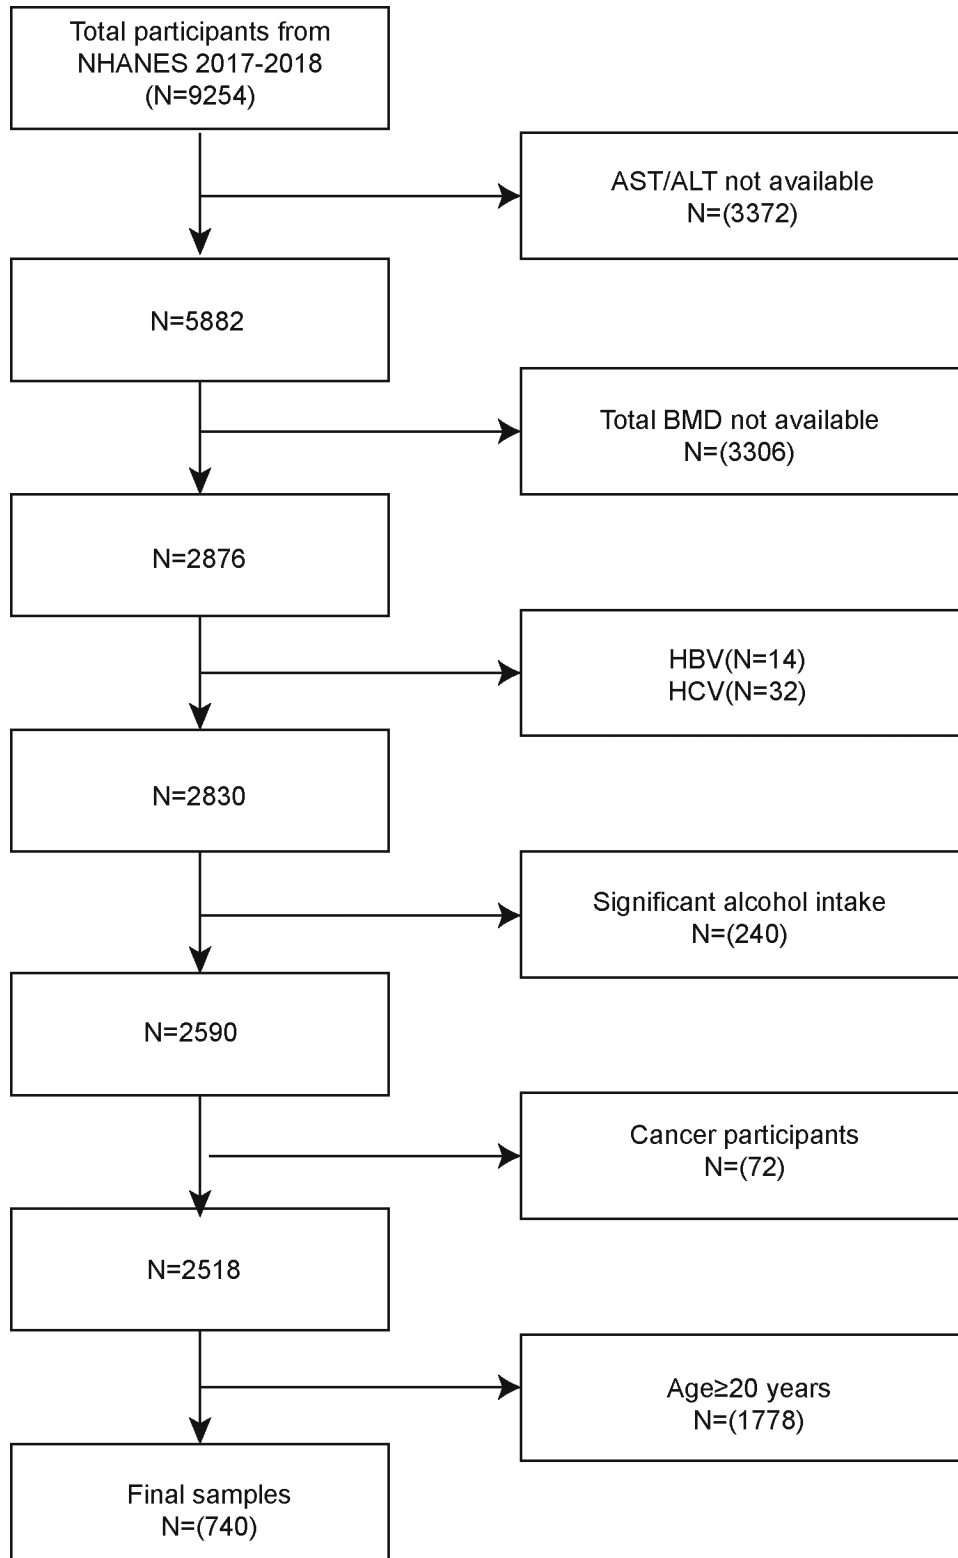 Total participants from
NHANES 2017-2018
(N=9254)
AST/ALT not available
N=(3372)
N=5882
Total BMD not available
N=(3306)
N=2876
HBV(N=14)
HCV(N=32)
N=2830
Significant alcohol intake
N=(240)
N=2590
Cancer participants
N=(72)
N=2518
Age≥20 years
N=(1778)
Final samples
N=(740)